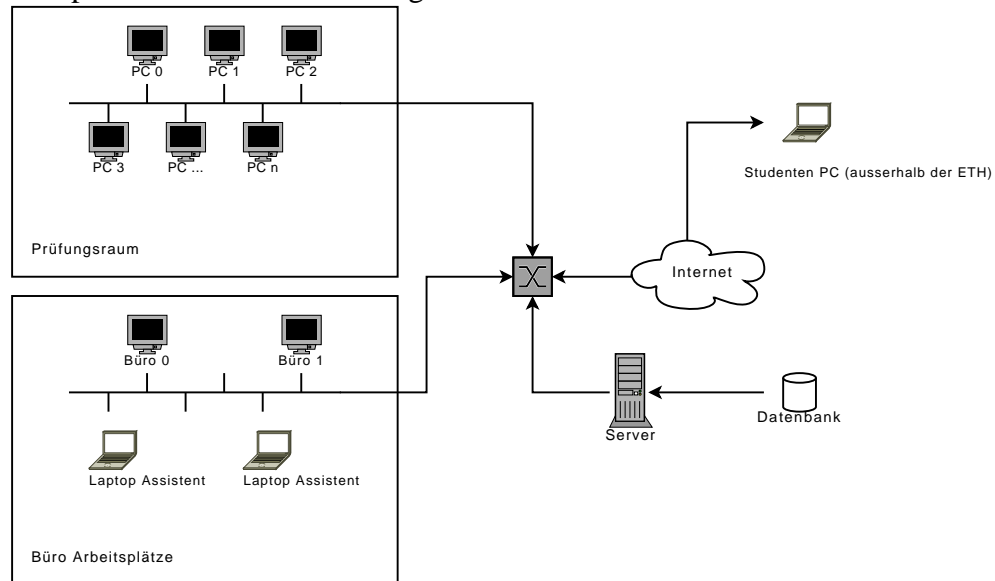 PC 0
PC 1
PC 2
PC 3
PC ...
PC n
Prüfungsraum
Studenten PC (ausserhalb der ETH)
Internet
Büro 0
Büro 1
Server
Datenbank
Laptop Assistent
Laptop Assistent
Büro Arbeitsplätze